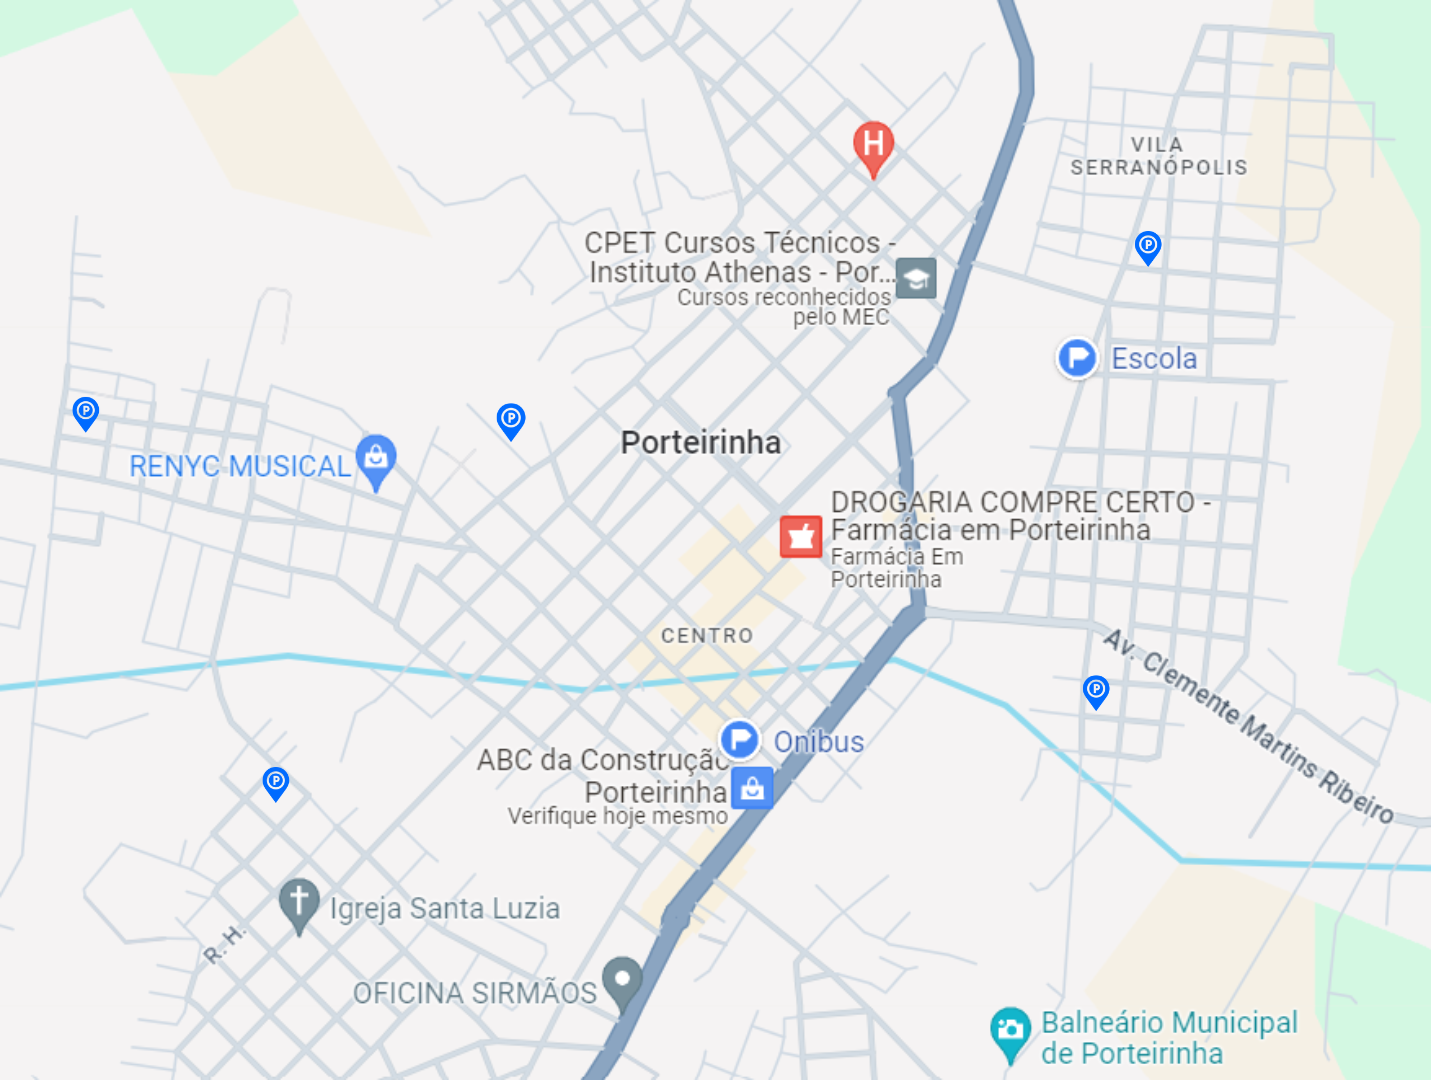 H
VILA
SERRANÓPOLIS
CPET Cursos Técnicos -
Instituto Athenas - Por...
Cursos reconhecidos
pelo MEC
P
Escola
P
P
Porteirinha
RENYC MUSICAL
DROGARIA COMPRE CERTO -
Farmácia em Porteirinha
Farmácia Em
Porteirinha
CENTRO
Av. Clemente Martins Ribeiro
P
Onibus
ABC da Construção
Porteirinha
Verifique hoje mesmo
P
Igreja Santa Luzia
R. H.
OFICINA SIRMÃOS
Balneário Municipal
de Porteirinha